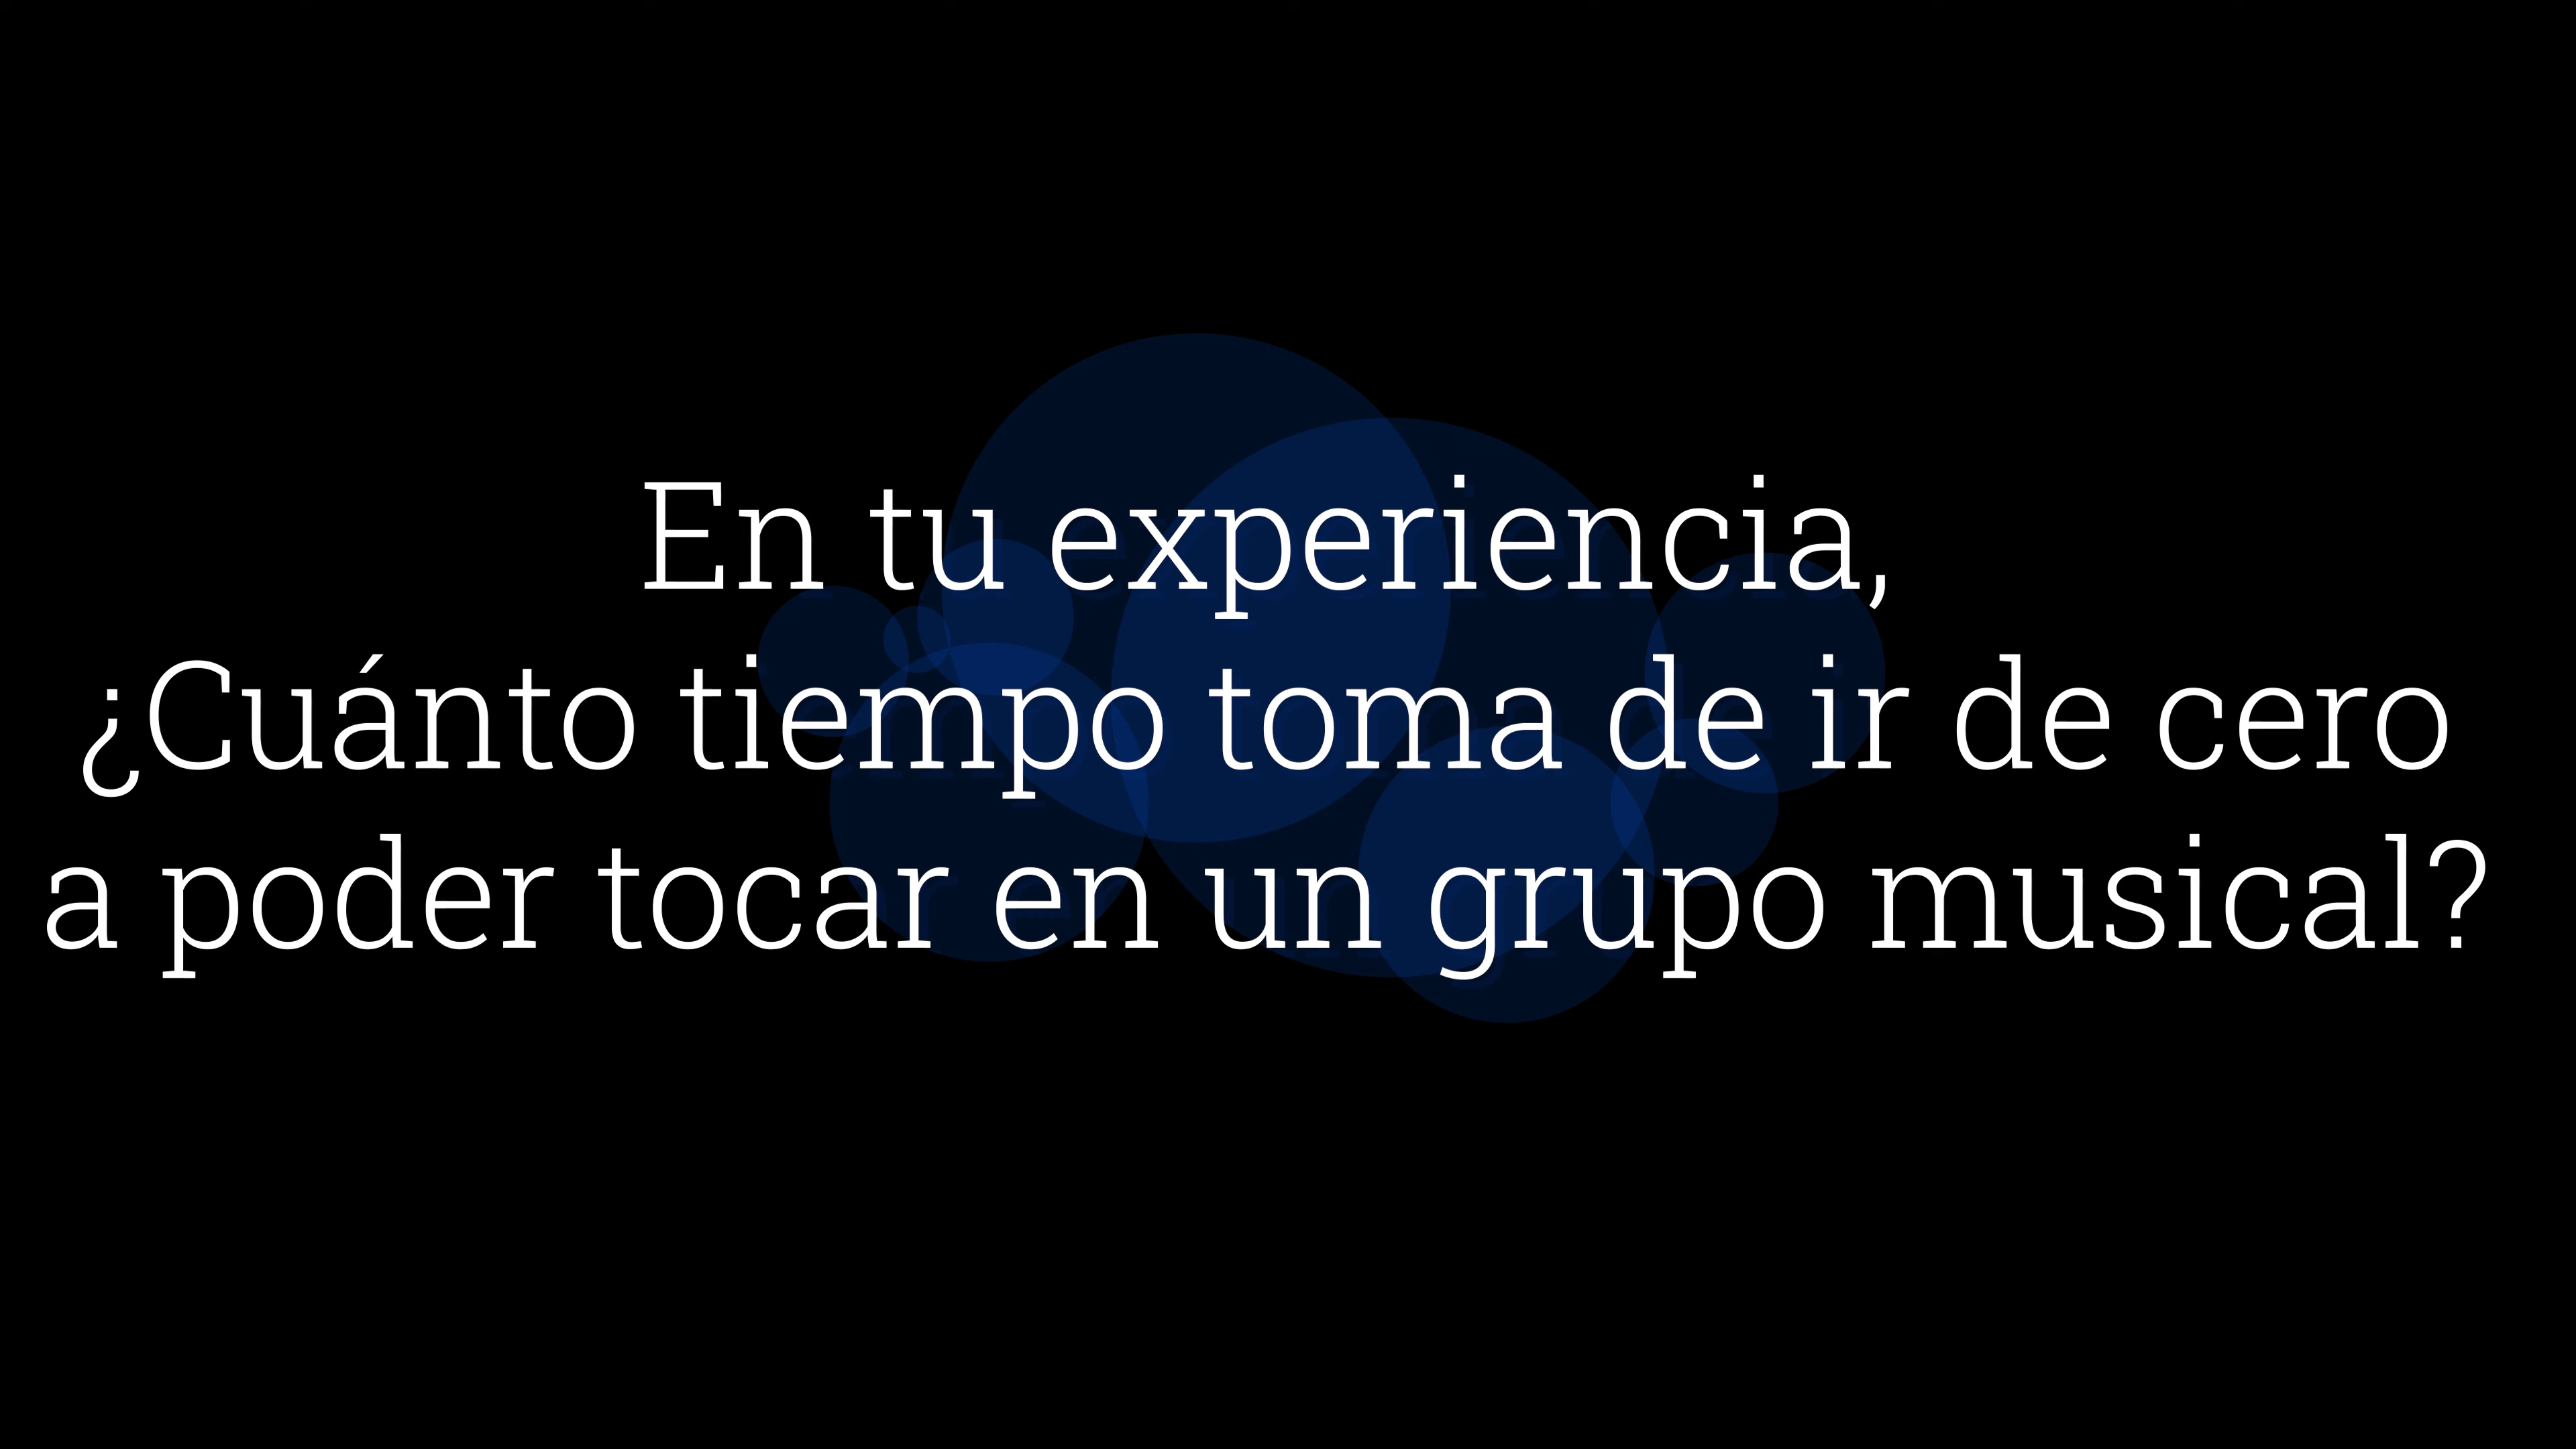 En tu experiencia,
¿Cuánto tiempo toma de ir de cero
a poder tocar en un grupo musical?